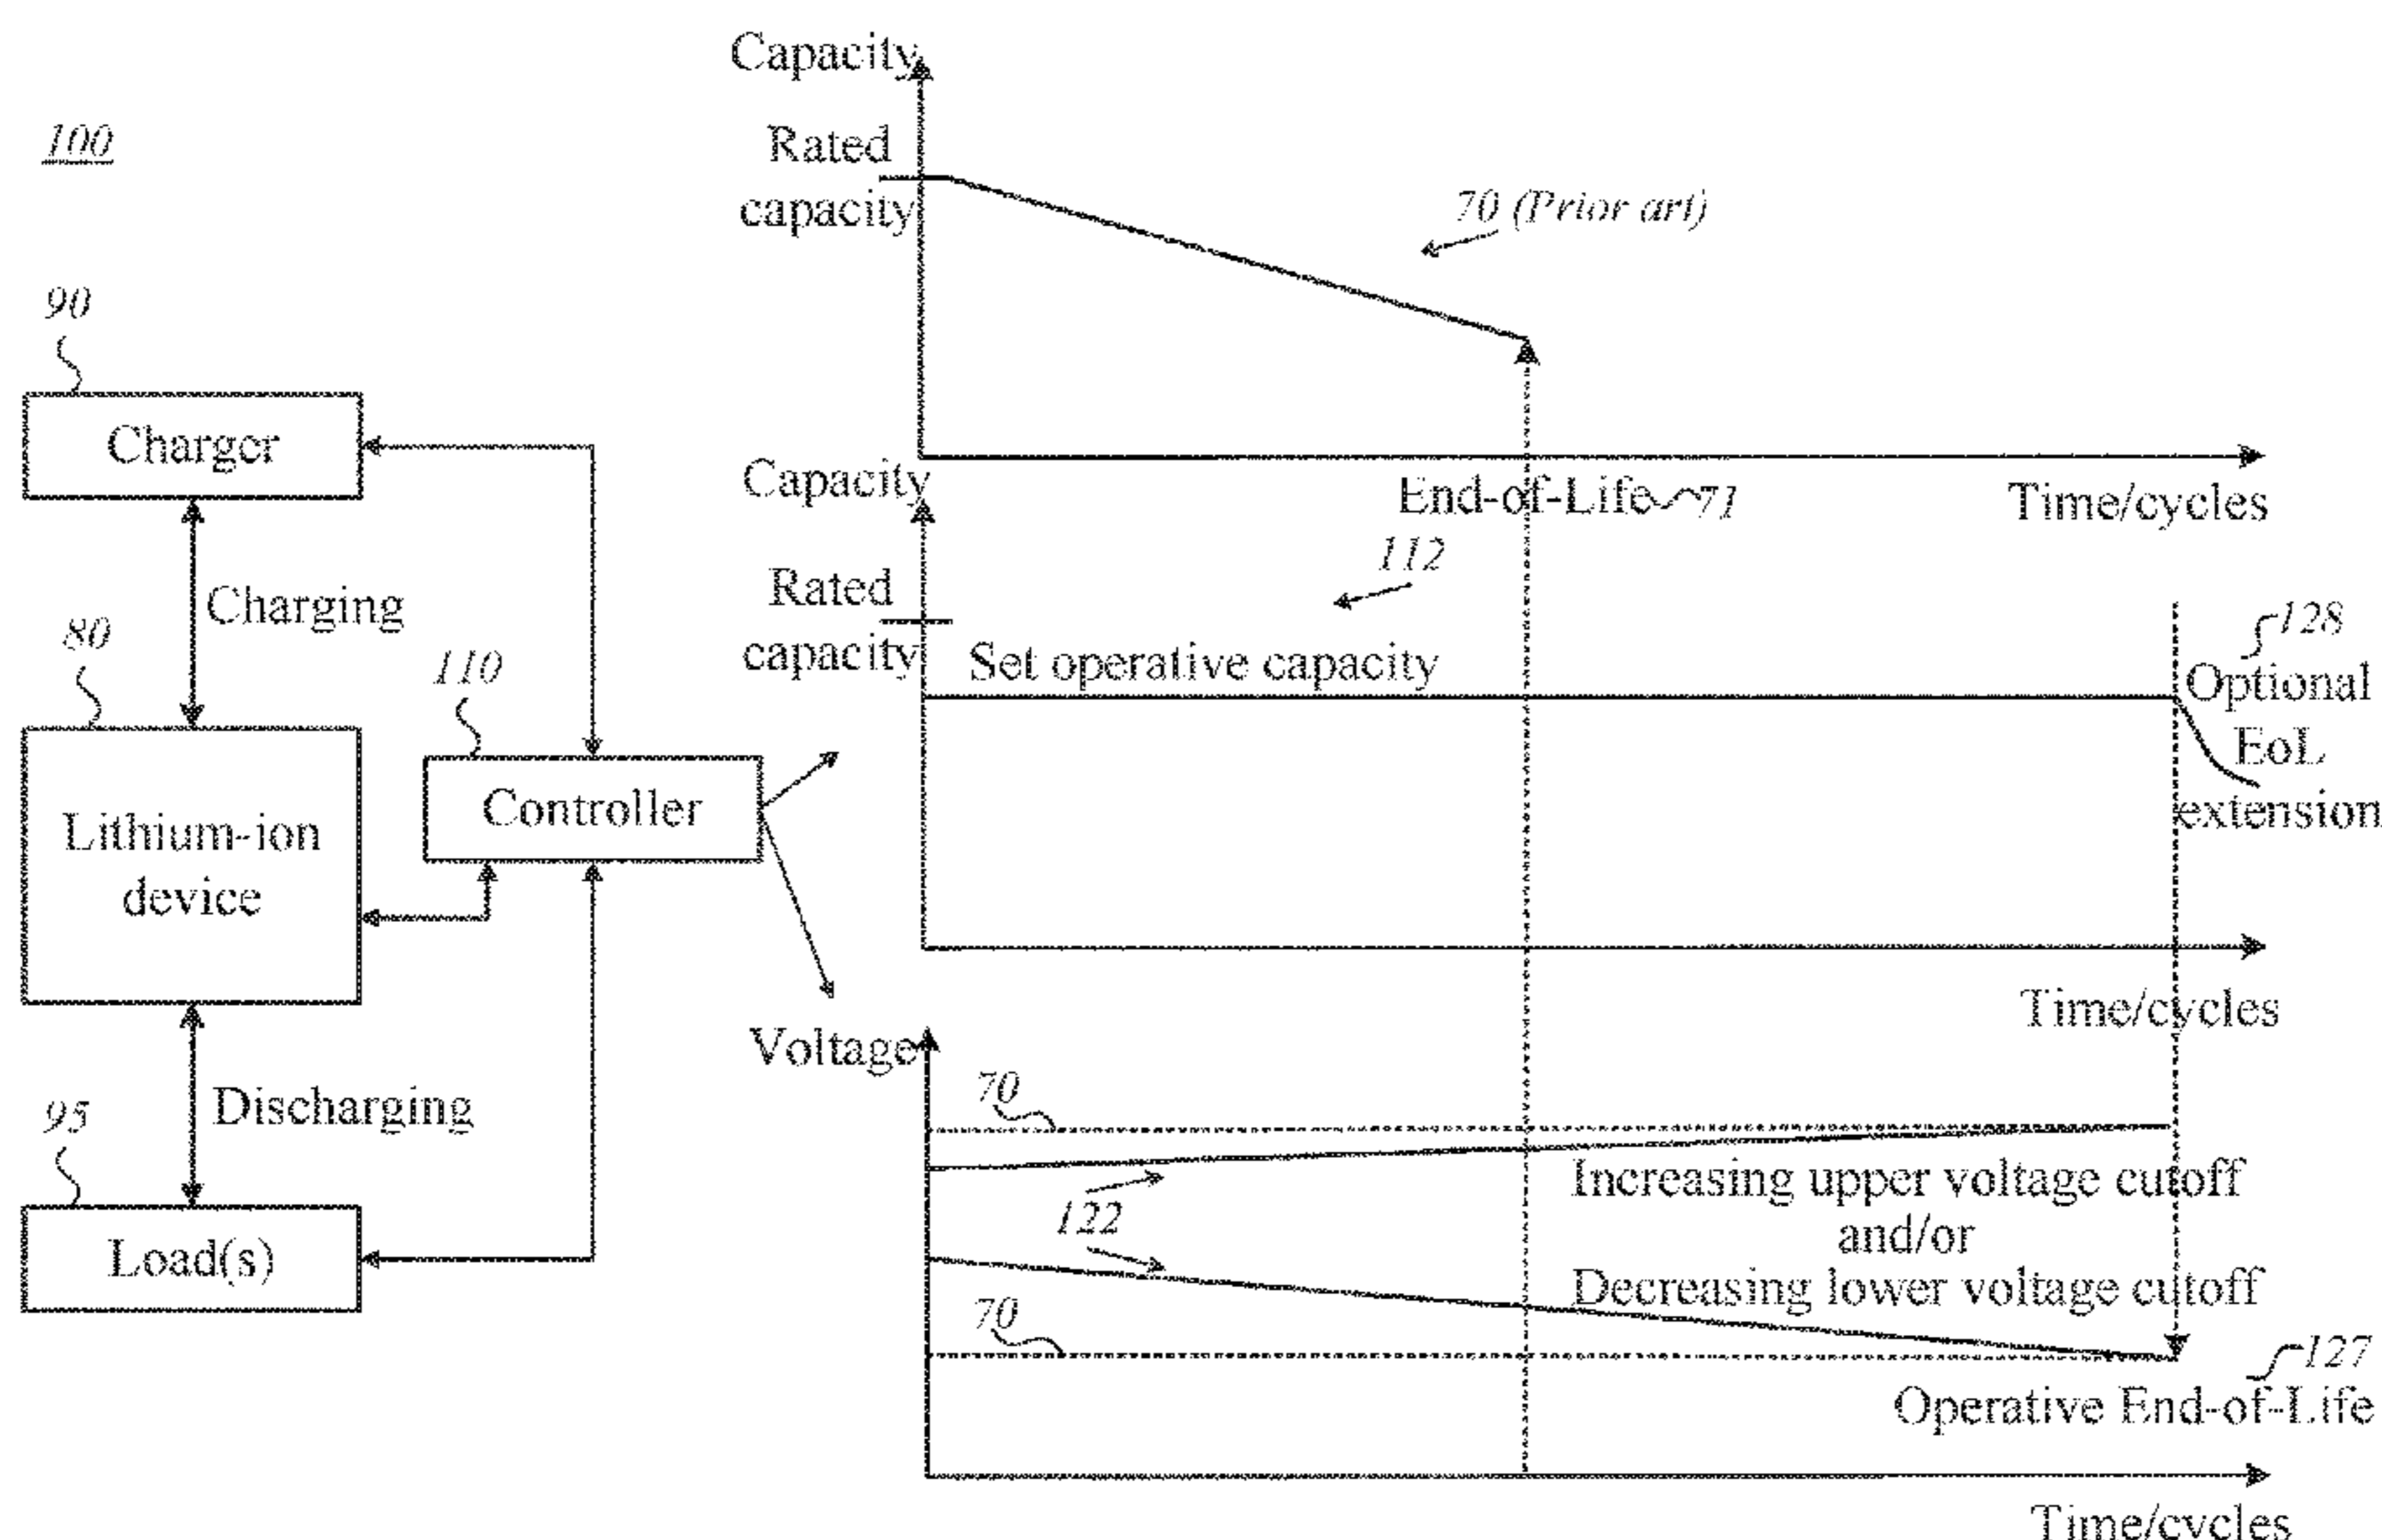 100
90
Charger
Charging
80
110
Lithium-ion
device
Controller
Discharging
95
Load(s)
Capacity
Rated
capacity
70 (Prior art)
End-of-Life 71
Time/cycles
Capacity
112
Rated
capacity
Set operative capacity
128
Optional
EoL
extension
Time/cycles
Voltage
70
122
Increasing upper voltage cutoff
and/or
Decreasing lower voltage cutoff
70
127
Operative End-of-Life
Time/cycles